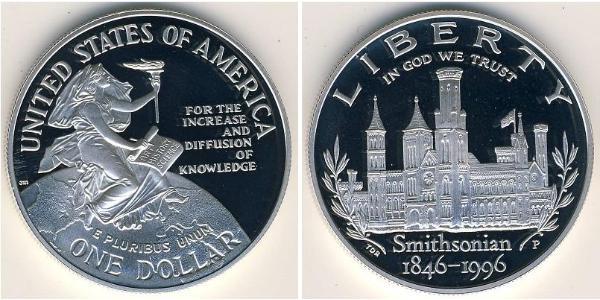 UNITED STATES OF AMERICA
FOR THE
INCREASE
AND
DIFFUSION
OF
KNOWLEDGE
E PLURIBUS UNUM
ONE DOLLAR
LIBERTY
IN GOD WE TRUST
Smithsonian
1846-1996
P